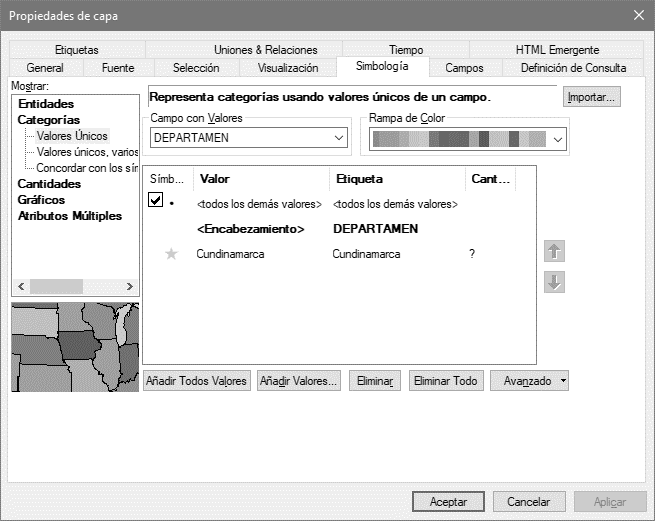 Propiedades de capa
Etiquetas Uniones & Relaciones Tiempo HTML Emergente
General Fuente Selección Visualización Simbología Campos Definición de Consulta
Mostrar:
Entidades
Categorías
Valores Únicos
Valores únicos, varios
Concordar con los sím
Cantidades
Gráficos
Atributos Múltiples
Representa categorías usando valores únicos de un campo.
Importar...
Campo con Valores
DEPARTAMEN
Rampa de Color
Símb... Valor Etiqueta Cant...
<todos los demás valores> <todos los demás valores>
<Encabezamiento> DEPARTAMEN
Cundinamarca Cundinamarca ?
Añadir Todos Valores Añadir Valores... Eliminar Eliminar Todo Avanzado
Aceptar Cancelar Aplicar